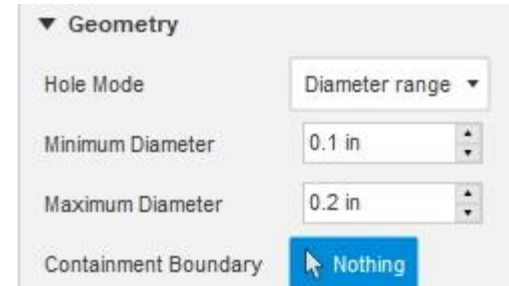 Geometry
Hole Mode Diameter range
Minimum Diameter 0.1 in
Maximum Diameter 0.2 in
Containment Boundary Nothing